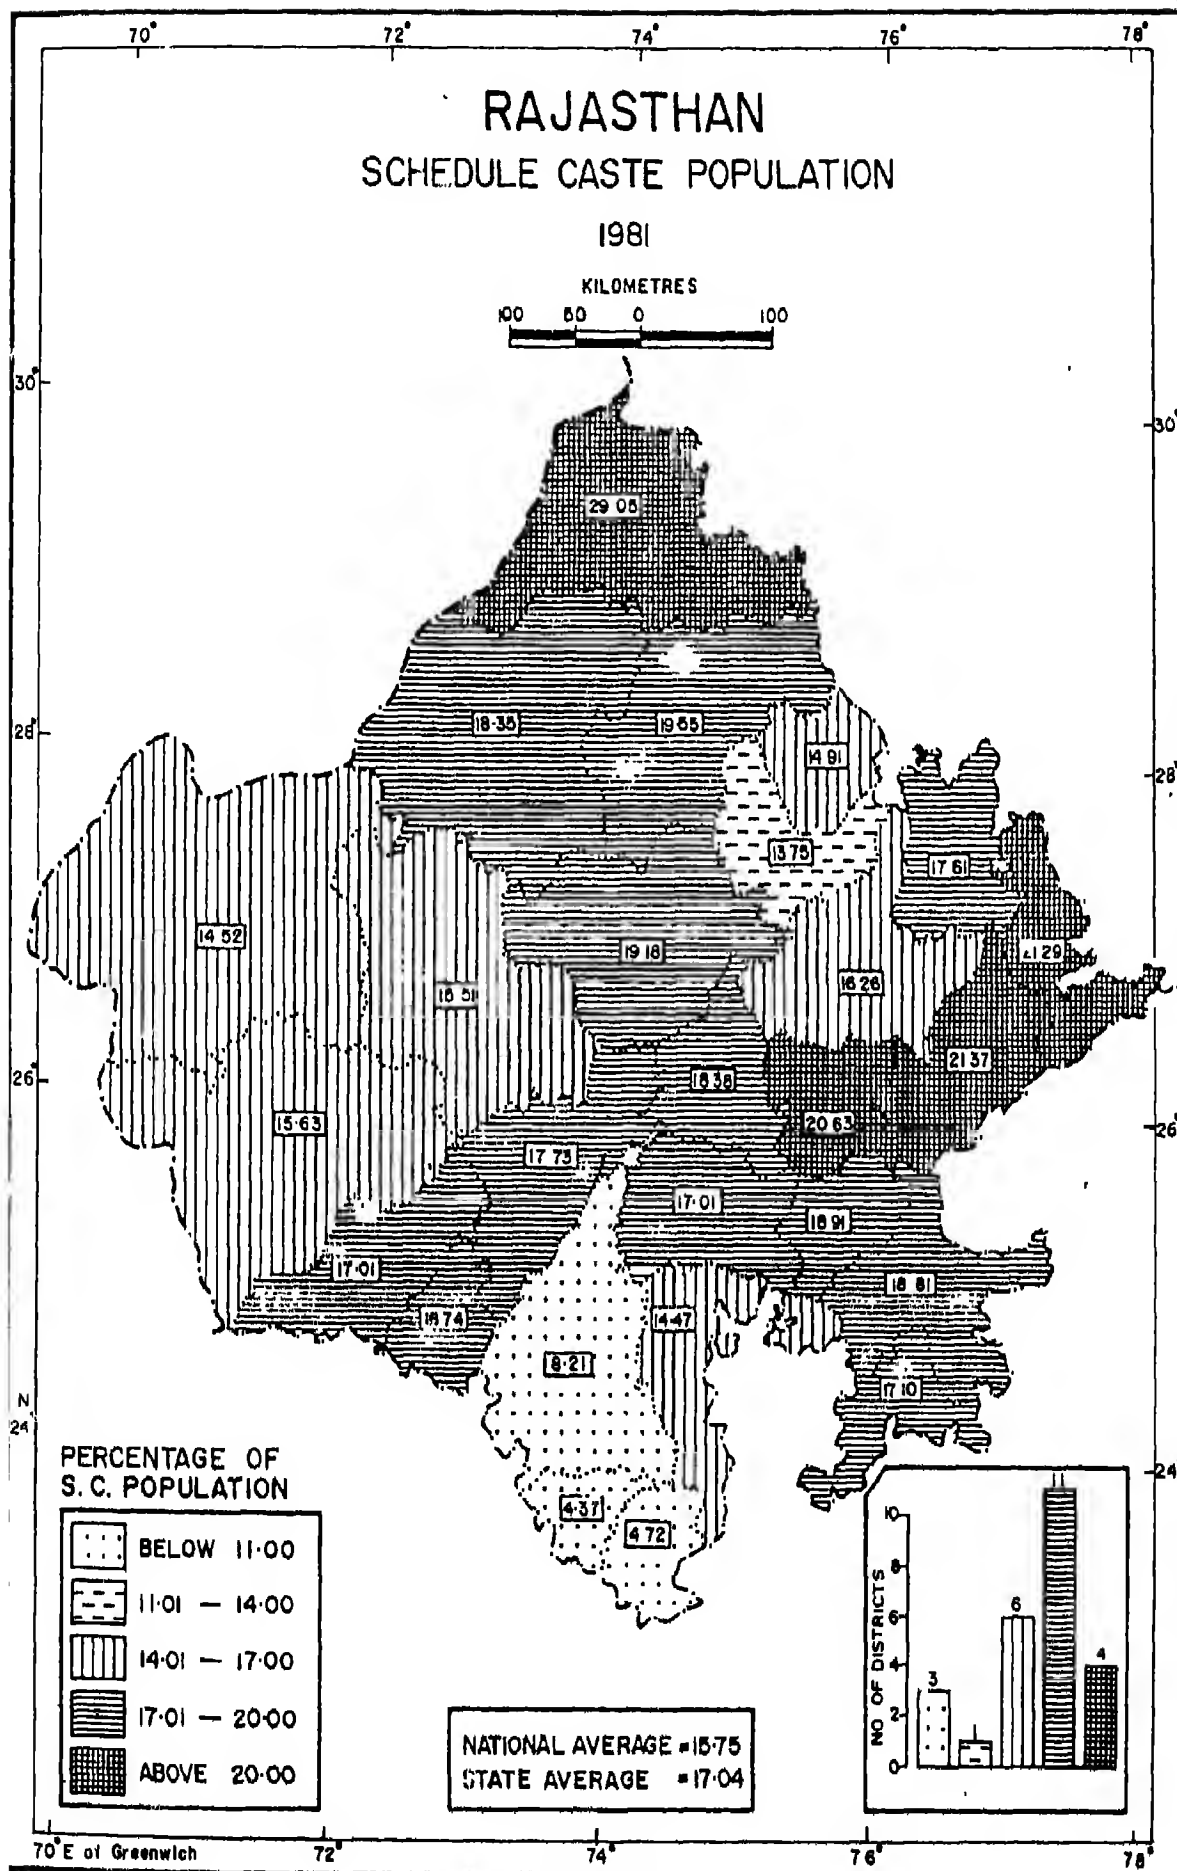 70° 72° 74° 76° 78°
RAJASTHAN
SCHEDULE CASTE POPULATION
1981
KILOMETRES
100 50 0 100
30°
30°
29 05
18·35
19·55
28°
14 91
28°
13 75
17 61
14 52
19 18
21 29
15 51
16 26
26°
18·38
21 37
15·63
20 63
26°
17 73
17·01
18 91
17·01
18 81
18 74
14·47
8·21
17 10
N
24°
24°
4·37
4 72
PERCENTAGE OF
S. C. POPULATION
BELOW 11·00
11·01 — 14·00
14·01 — 17·00
17·01 — 20·00
ABOVE 20·00
NATIONAL AVERAGE = 15·75
STATE AVERAGE = 17·04
NO OF DISTRICTS
10
8
6
4
2
0
3
1
6
11
4
70° E of Greenwich 72° 74° 76° 78°